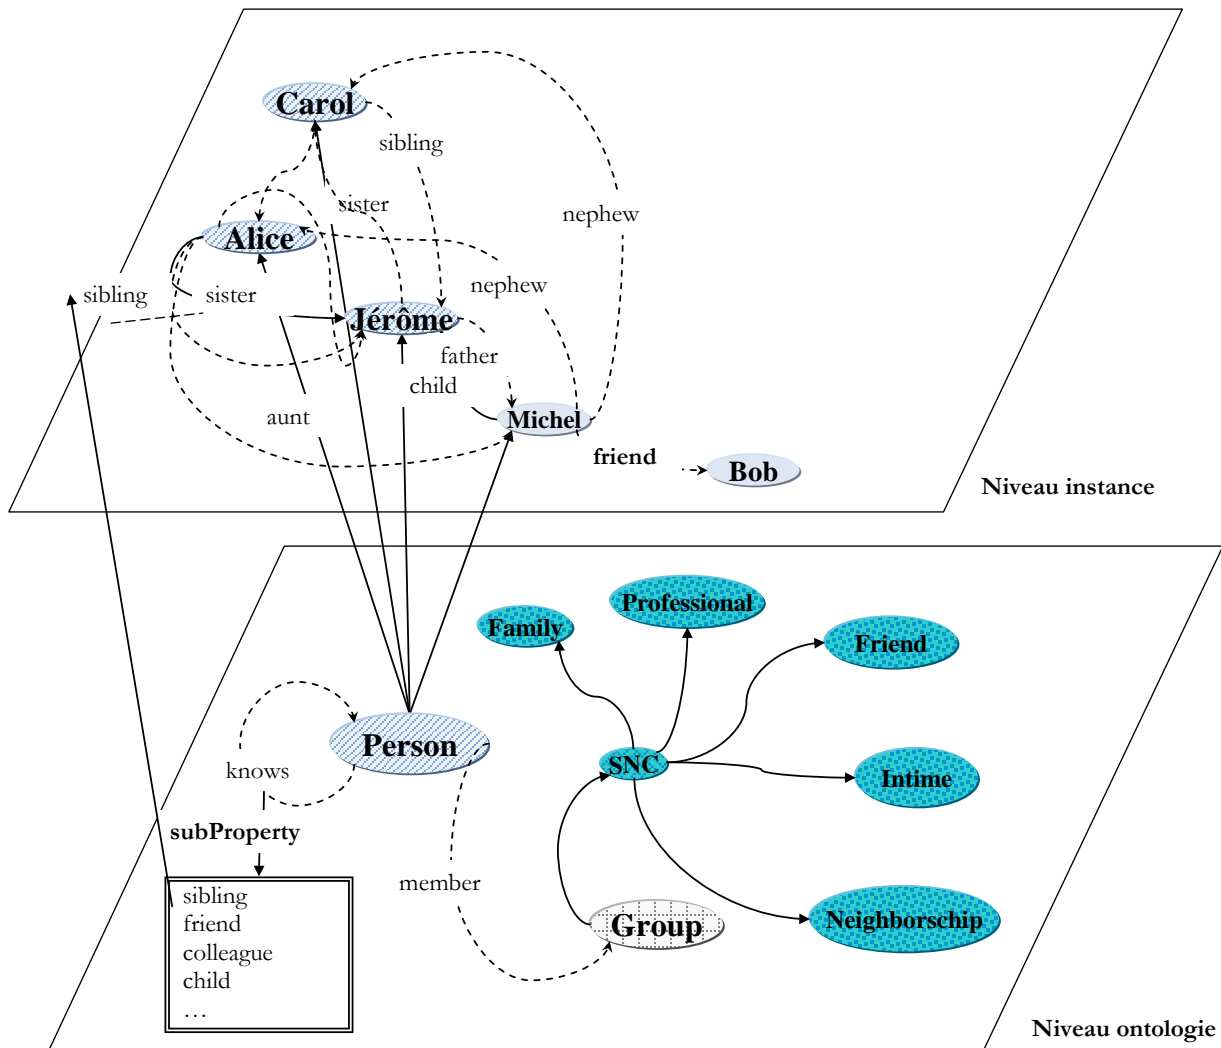 Carol
sibling
sister
nephew
Alice
nephew
sibling
sister
Jérôme
father
child
aunt
Michel
friend
Bob
Niveau instance
Professional
Family
Friend
Person
SNC
knows
Intime
subProperty
member
sibling
friend
colleague
child
…
Group
Neighborschip
Niveau ontologie